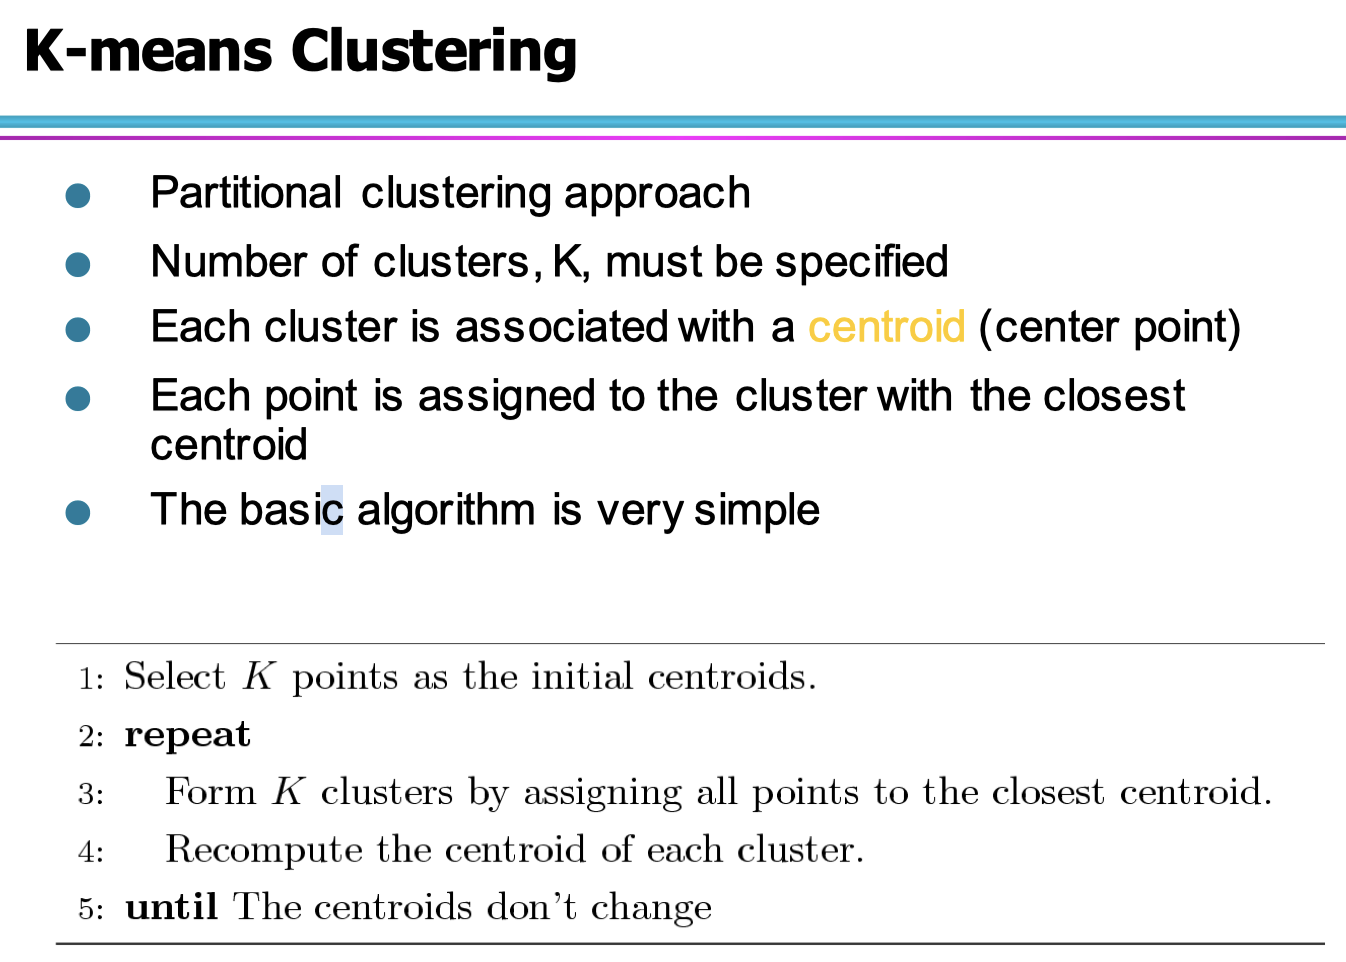 K-means Clustering
Partitional clustering approach
Number of clusters, K, must be specified
Each cluster is associated with a centroid (center point)
Each point is assigned to the cluster with the closest
centroid
The basic algorithm is very simple
1: Select K points as the initial centroids.
2: repeat
3: Form K clusters by assigning all points to the closest centroid.
4: Recompute the centroid of each cluster.
5: until The centroids don't change